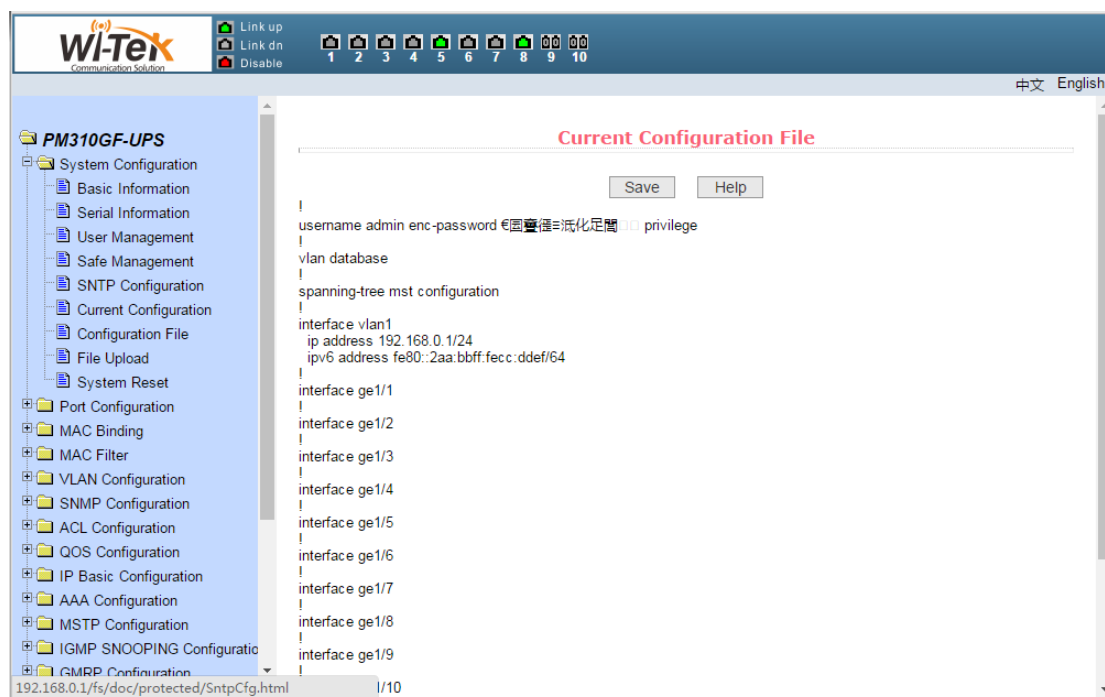 Wi-Tek
Communication Solution
Link up
Link dn
Disable
1 2 3 4 5 6 7 8 9 10
中文 English
PM310GF-UPS
System Configuration
Basic Information
Serial Information
User Management
Safe Management
SNTP Configuration
Current Configuration
Configuration File
File Upload
System Reset
Port Configuration
MAC Binding
MAC Filter
VLAN Configuration
SNMP Configuration
ACL Configuration
QOS Configuration
IP Basic Configuration
AAA Configuration
MSTP Configuration
IGMP SNOOPING Configuratio
GMRP Configuration
192.168.0.1/fs/doc/protected/SntpCfg.html
Current Configuration File
Save Help
!
username admin enc-password privilege
!
vlan database
!
spanning-tree mst configuration
!
interface vlan1
ip address 192.168.0.1/24
ipv6 address fe80::2aa:bbff:fecc:ddef/64
!
interface ge1/1
!
interface ge1/2
!
interface ge1/3
!
interface ge1/4
!
interface ge1/5
!
interface ge1/6
!
interface ge1/7
!
interface ge1/8
!
interface ge1/9
!
1/10